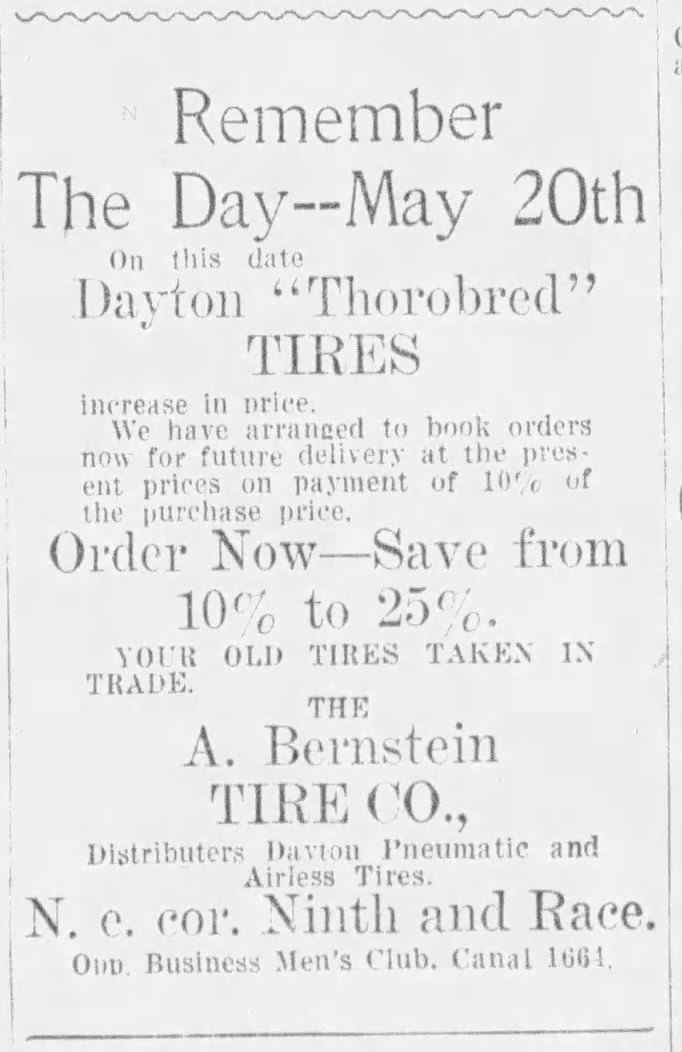 Remember
The Day--May 20th
On this date
Dayton "Thorobred"
TIRES
increase in price.
We have arranged to book orders
now for future delivery at the pres-
ent prices on payment of 10% of
the purchase price.
Order Now—Save from
10% to 25%.
YOUR OLD TIRES TAKEN IN
TRADE.
THE
A. Bernstein
TIRE CO.,
Distributers Dayton Pneumatic and
Airless Tires.
N. e. cor. Ninth and Race.
Opp. Business Men's Club. Canal 1664.